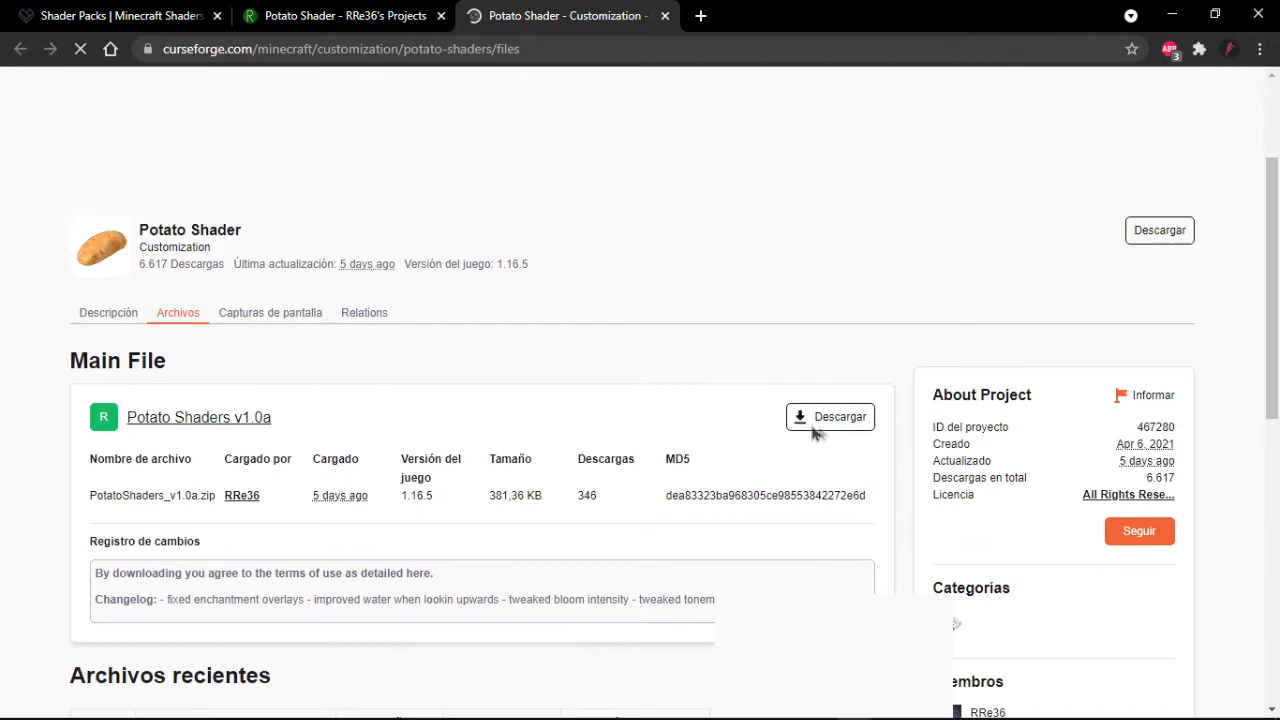 Shader Packs | Minecraft Shaders
Potato Shader - RRe36's Projects
Potato Shader - Customization -
curseforge.com/minecraft/customization/potato-shaders/files
ABP
3
Potato Shader
Customization
6.617 Descargas Última actualización: 5 days ago Versión del juego: 1.16.5
Descargar
Descripción Archivos Capturas de pantalla Relations
Main File
R Potato Shaders v1.0a
Descargar
Nombre de archivo Cargado por Cargado Versión del juego Tamaño Descargas MD5
PotatoShaders_v1.0a.zip RRe36 5 days ago 1.16.5 381,36 KB 346 dea83323ba968305ce98553842272e6d
Registro de cambios
By downloading you agree to the terms of use as detailed here.
Changelog: - fixed enchantment overlays - improved water when lookin upwards - tweaked bloom intensity - tweaked tonem
Archivos recientes
About Project
Informar
ID del proyecto 467280
Creado Apr 6, 2021
Actualizado 5 days ago
Descargas en total 6.617
Licencia All Rights Rese...
Seguir
Categorías
embros
RRe36